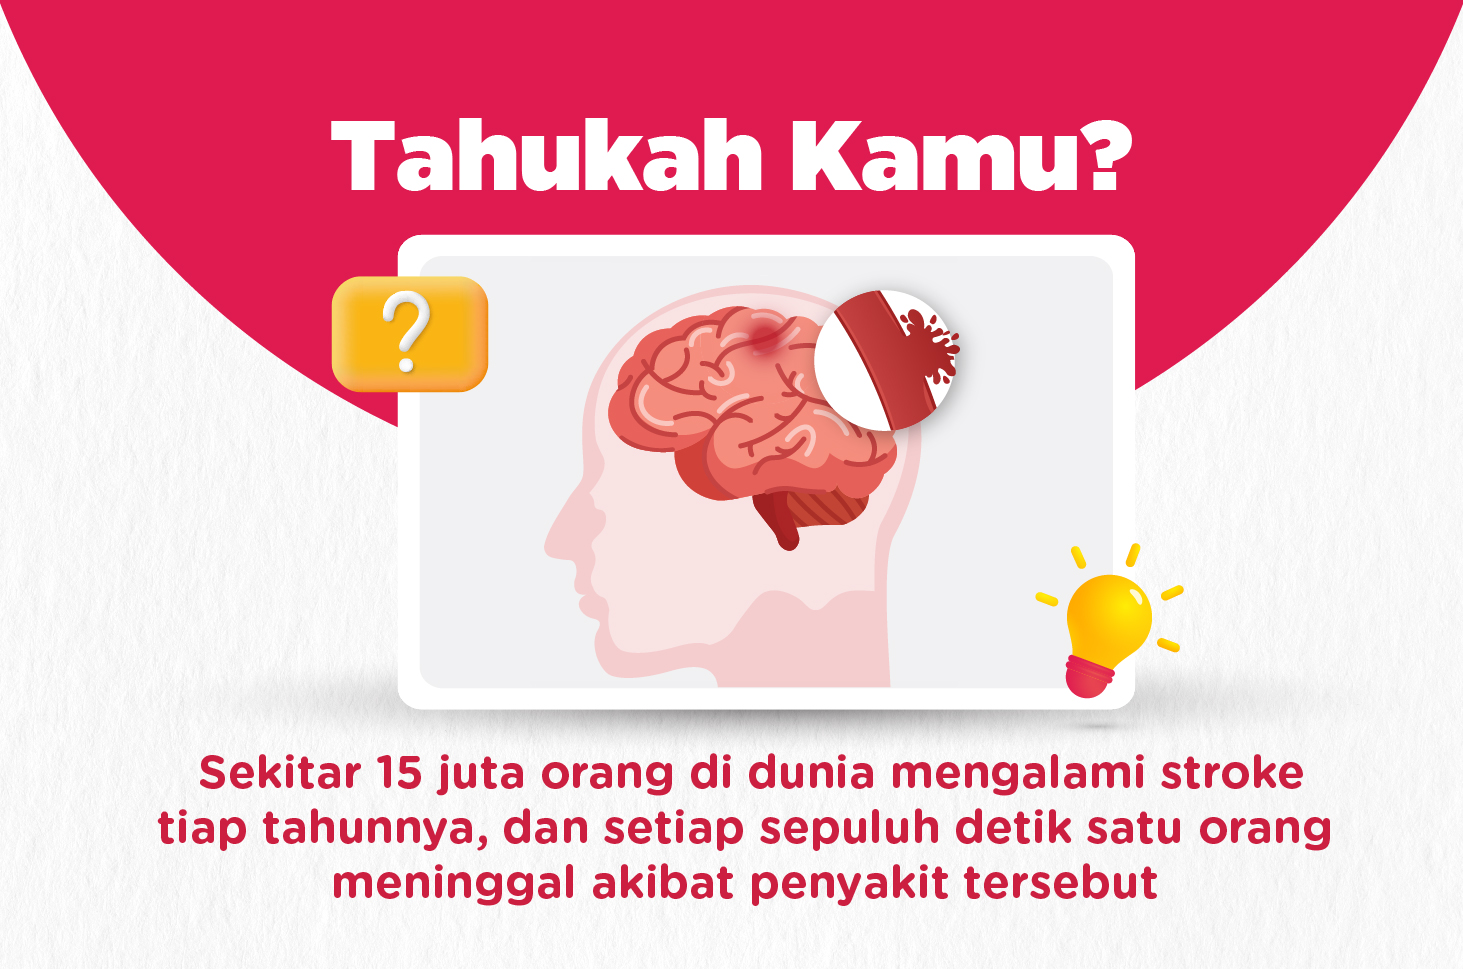 Tahukah Kamu?
?
Sekitar 15 juta orang di dunia mengalami stroke
tiap tahunnya, dan setiap sepuluh detik satu orang
meninggal akibat penyakit tersebut